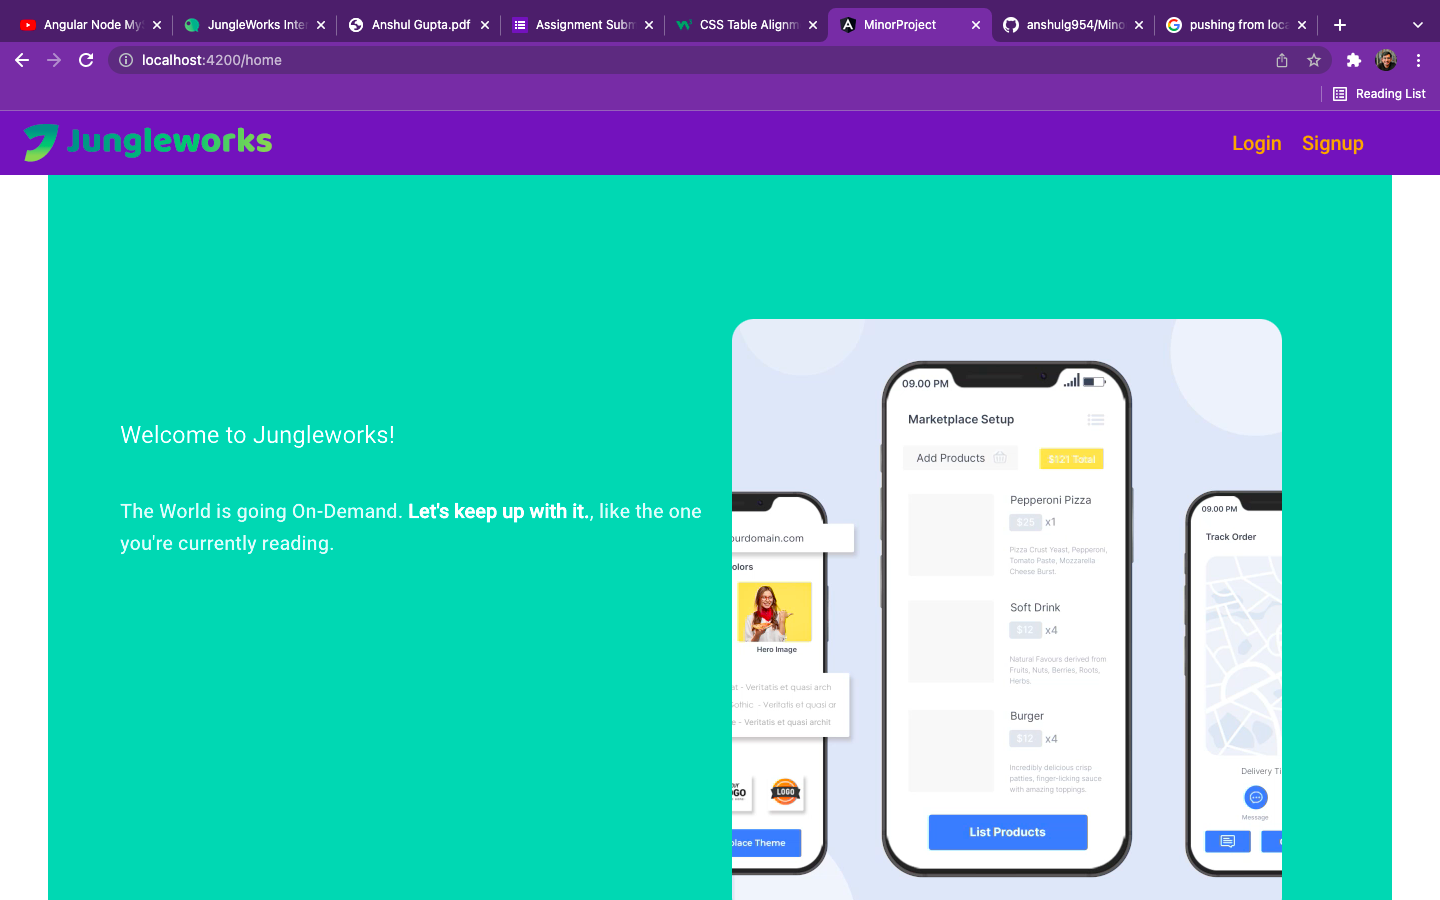 Angular Node My
JungleWorks Inte
Anshul Gupta.pdf
Assignment Subm
CSS Table Alignm
MinorProject
anshulg954/Mino
pushing from loca
localhost:4200/home
Reading List
Jungleworks
Login
Signup
Welcome to Jungleworks!
The World is going On-Demand. Let's keep up with it., like the one
you're currently reading.
ourdomain.com
olors
Hero Image
at - Veritatis et quasi arch
Gothic - Veritatis et quasi ar
e - Veritatis et quasi archit
OGO
LOGO
place Theme
09.00 PM
Marketplace Setup
Add Products
$121 Total
Pepperoni Pizza
$25 x1
Pizza Crust Yeast, Pepperoni,
Tomato Paste, Mozzarella
Cheese Burst.
Soft Drink
$12 x4
Natural Favours derived from
Fruits, Nuts, Berries, Roots,
Herbs.
Burger
$12 x4
Incredibly delicious crisp
patties, finger-licking sauce
with amazing toppings.
List Products
09.00 PM
Track Order
Delivery Ti
Message